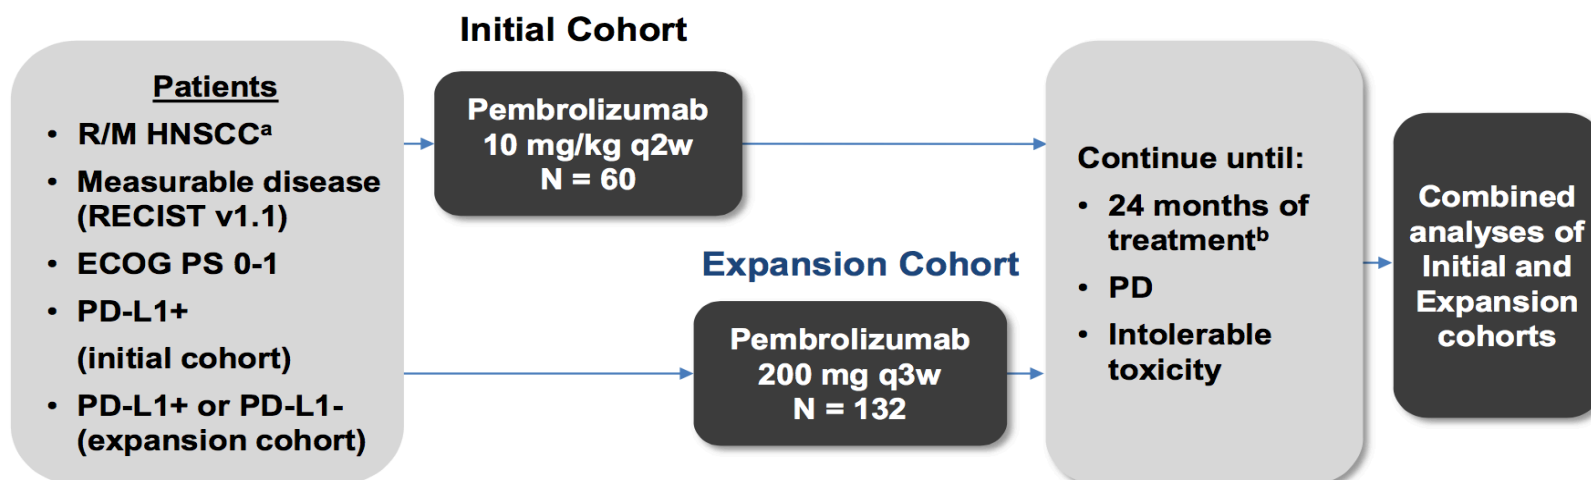 Initial Cohort
Patients
• R/M HNSCCᵃ
• Measurable disease
(RECIST v1.1)
• ECOG PS 0-1
• PD-L1+
(initial cohort)
• PD-L1+ or PD-L1-
(expansion cohort)
Pembrolizumab
10 mg/kg q2w
N = 60
Expansion Cohort
Pembrolizumab
200 mg q3w
N = 132
Continue until:
• 24 months of
treatmentᵇ
• PD
• Intolerable
toxicity
Combined
analyses of
Initial and
Expansion
cohorts